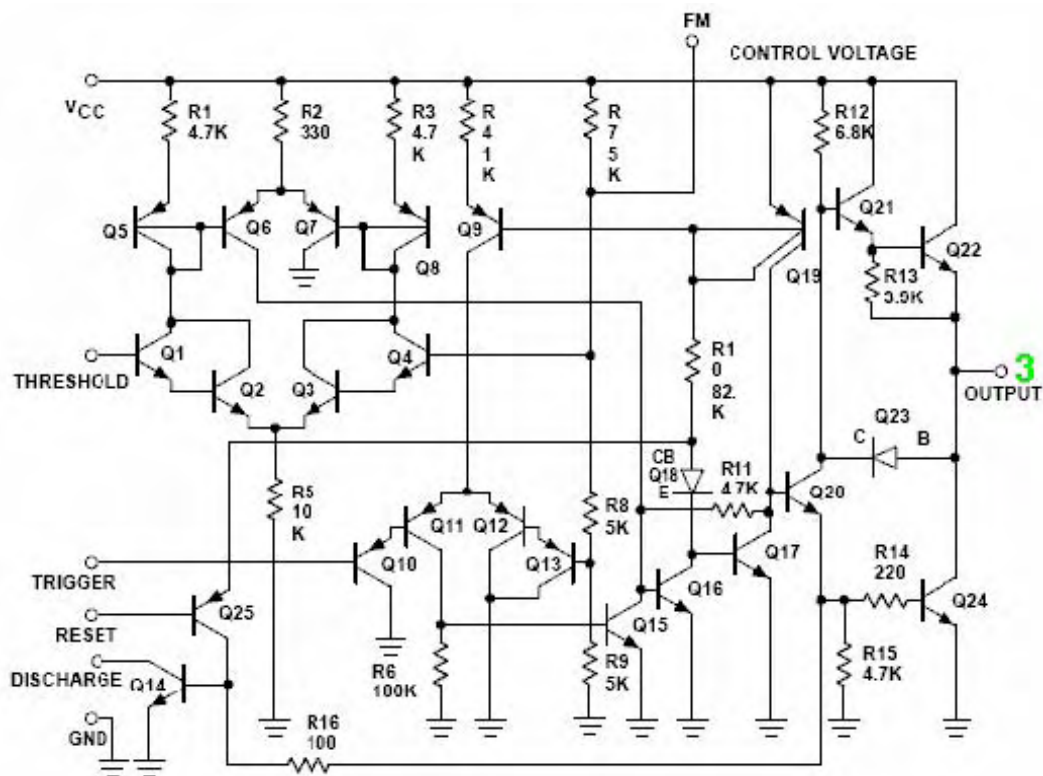 FM
CONTROL VOLTAGE
VCC
R1
4.7K
R2
330
R3
4.7
K
R
4
1
K
R
7
5
K
R12
6.8K
Q5
Q6
Q7
Q8
Q9
Q19
Q21
Q22
R13
3.9K
Q1
Q2
Q3
Q4
THRESHOLD
R1
0
82.
K
3
OUTPUT
Q23
C
B
CB
Q18
E
R11
4.7K
Q20
R5
10
K
Q11
Q12
R8
5K
Q10
Q13
Q17
Q16
R14
220
TRIGGER
Q25
RESET
Q24
Q15
R6
100K
R9
5K
R15
4.7K
DISCHARGE
Q14
GND
R16
100